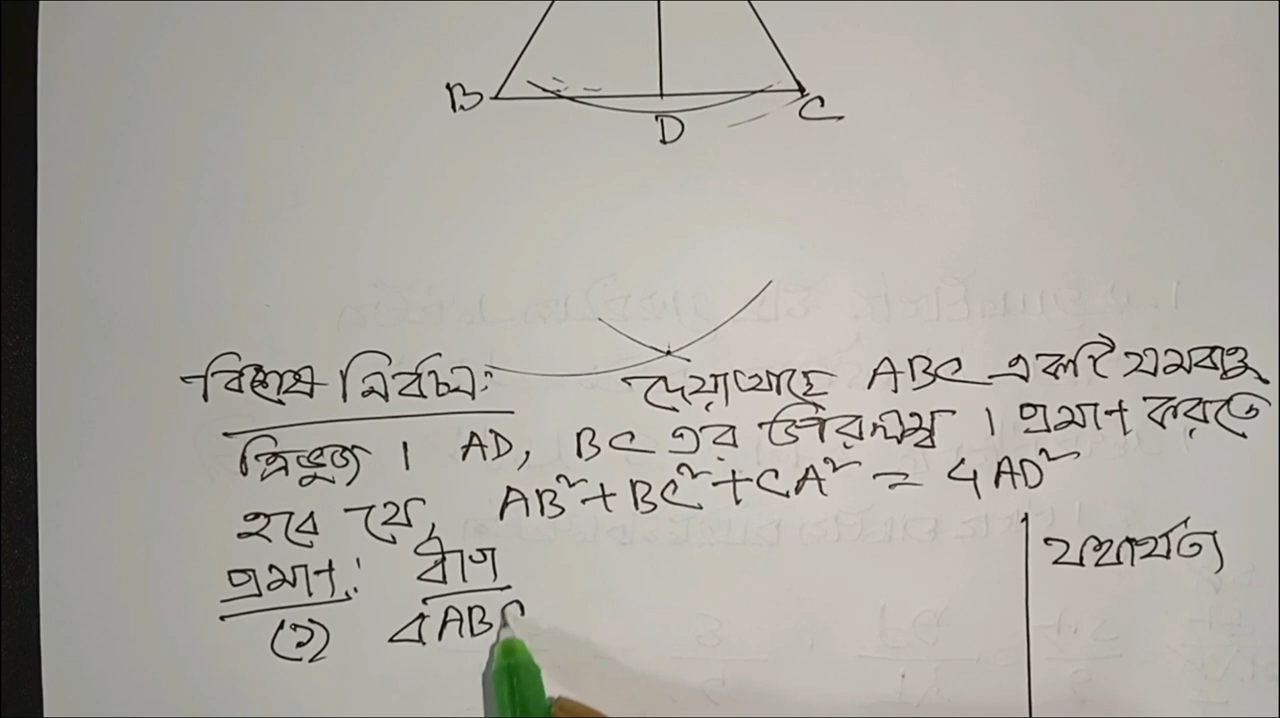 B
D
C
বিশেষ নির্বচন: দেয়া আছে ABC একটি সমবাহু
ত্রিভুজ । AD, BC এর উপর লম্ব । প্রমাণ করতে
হবে যে, AB²+BC²+CA² = 4AD²
প্রমাণ: ধাপ যথার্থতা
(১) ∠ABC